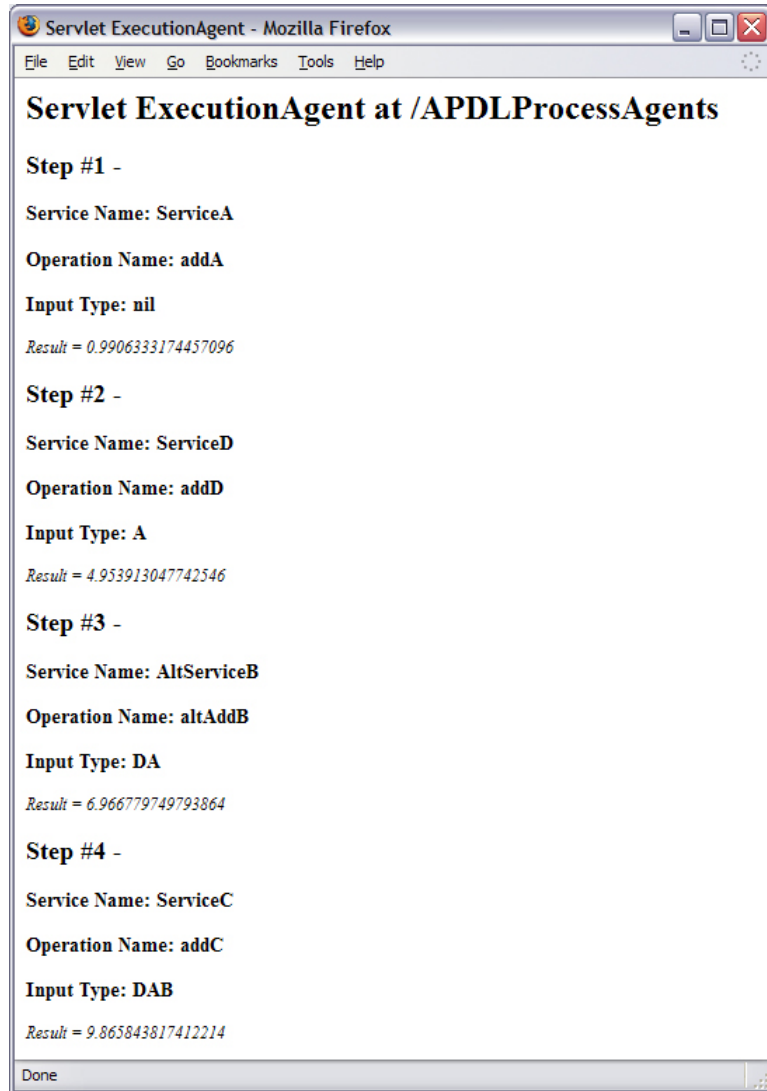 Servlet ExecutionAgent - Mozilla Firefox
File Edit View Go Bookmarks Tools Help
Servlet ExecutionAgent at /APDLProcessAgents
Step #1 -
Service Name: ServiceA
Operation Name: addA
Input Type: nil
Result = 0.9906333174457096
Step #2 -
Service Name: ServiceD
Operation Name: addD
Input Type: A
Result = 4.953913047742546
Step #3 -
Service Name: AltServiceB
Operation Name: altAddB
Input Type: DA
Result = 6.966779749793864
Step #4 -
Service Name: ServiceC
Operation Name: addC
Input Type: DAB
Result = 9.865843817412214
Done